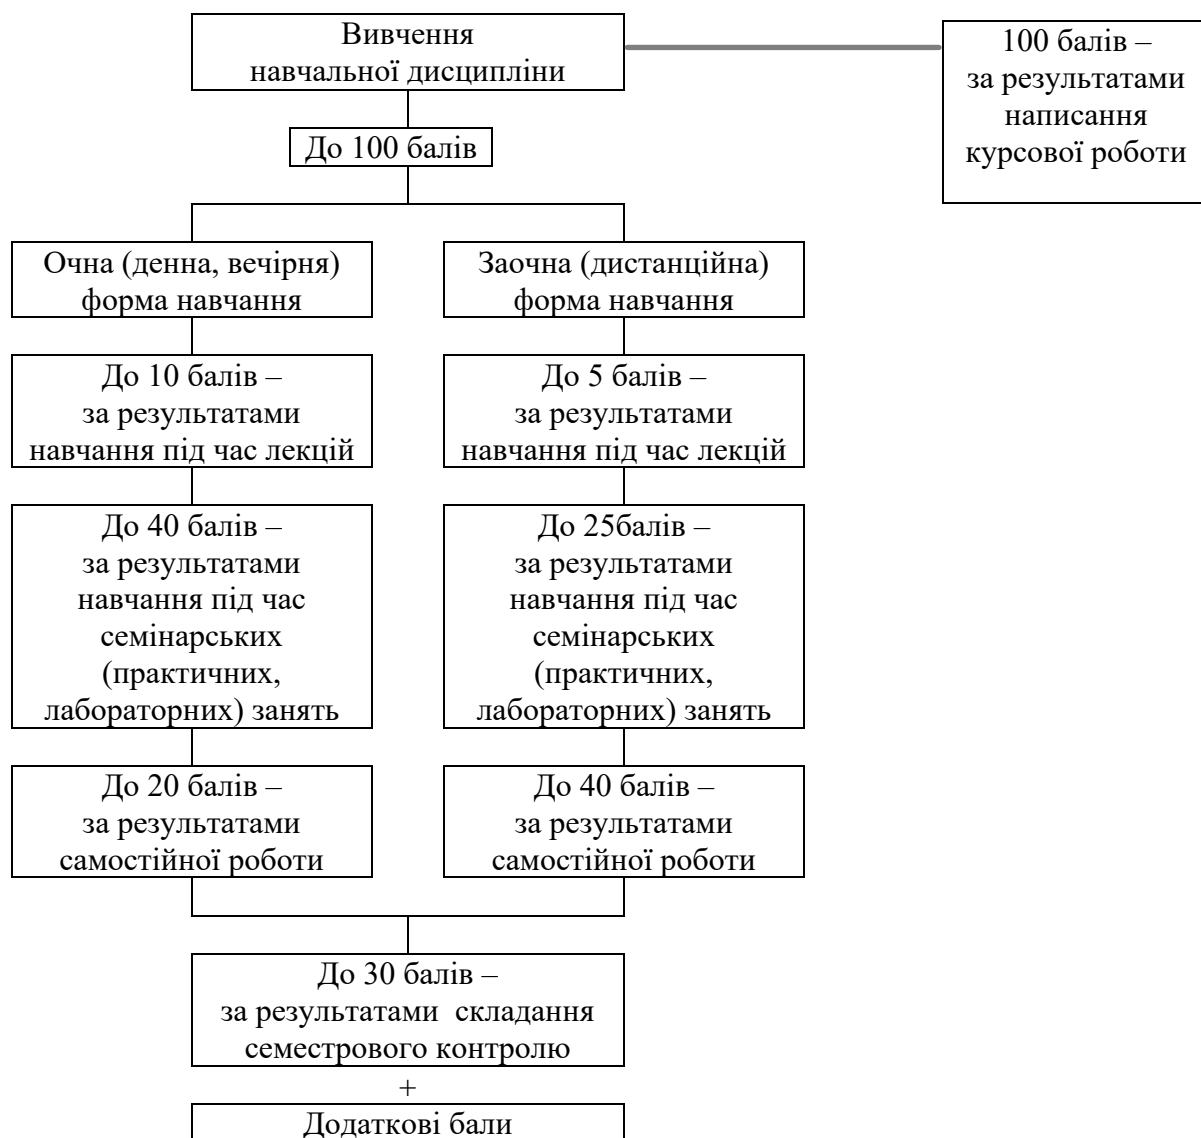 Вивчення
навчальної дисципліни
100 балів –
за результатами
написання
курсової роботи
До 100 балів
Очна (денна, вечірня)
форма навчання
Заочна (дистанційна)
форма навчання
До 10 балів –
за результатами
навчання під час лекцій
До 5 балів –
за результатами
навчання під час лекцій
До 40 балів –
за результатами
навчання під час
семінарських
(практичних,
лабораторних) занять
До 25балів –
за результатами
навчання під час
семінарських
(практичних,
лабораторних) занять
До 20 балів –
за результатами
самостійної роботи
До 40 балів –
за результатами
самостійної роботи
До 30 балів –
за результатами складання
семестрового контролю
+
Додаткові бали